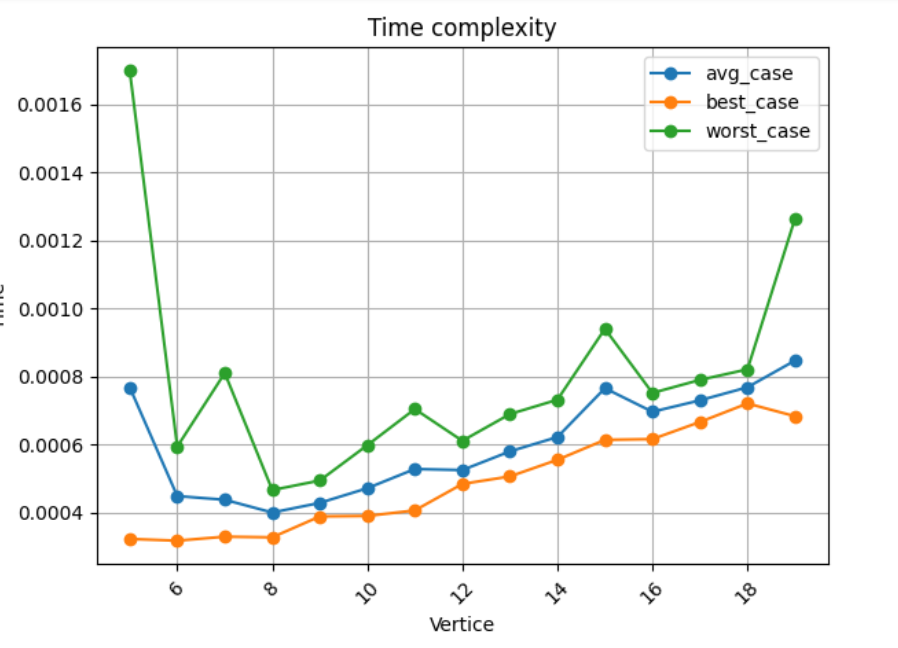 Time complexity
avg_case
best_case
worst_case
0.0016
0.0014
0.0012
0.0010
0.0008
0.0006
0.0004
6 8 10 12 14 16 18
Vertice